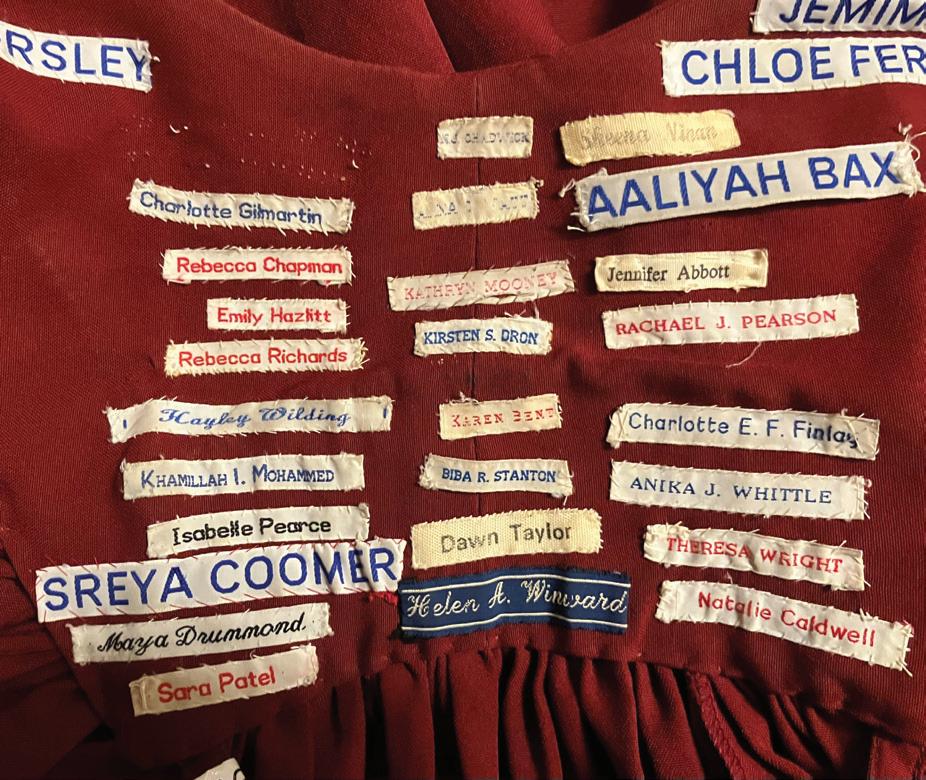 RSLEY
JEMIM
CHLOE FER
CHADWICK
Sheena
AALIYAH BAX
Charlotte Gilmartin
Rebecca Chapman
KATHRYN MOONEY
Jennifer Abbott
Emily Hazlitt
KIRSTEN S. DRON
RACHAEL J. PEARSON
Rebecca Richards
Hayley Wilding
KAREN BENT
Charlotte E. F. Finlay
KHAMILLAH I. MOHAMMED
BIBA R. STANTON
ANIKA J. WHITTLE
Isabelle Pearce
Dawn Taylor
THERESA WRIGHT
SREYA COOMER
Helen A. Winward
Natalie Caldwell
Maya Drummond
Sara Patel